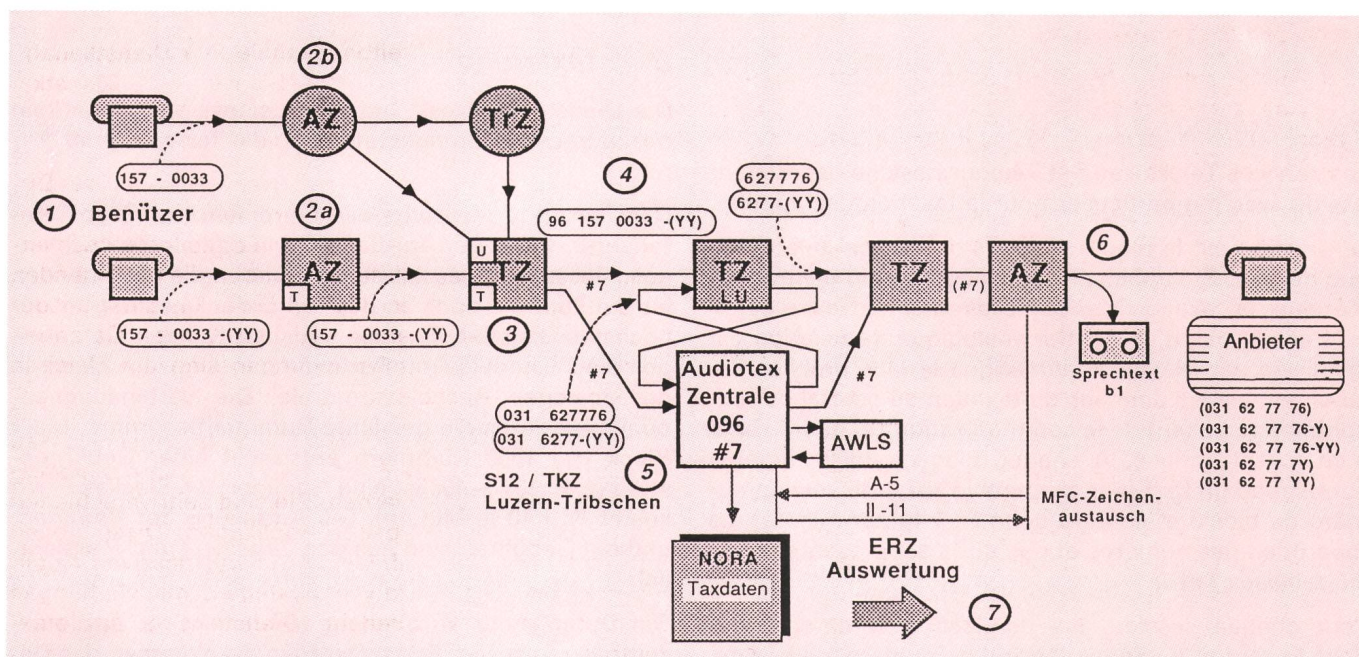 2b
AZ
TrZ
157 - 0033
1 Benützer
2a
4
627776
6277-(YY)
96 157 0033 -(YY)
6
AZ
T
U
TZ
T
#7
TZ
LU
TZ
(#7)
AZ
157 - 0033 -(YY)
157 - 0033 -(YY)
3
#7
#7
Sprechtext
b1
Anbieter
Audiotex
Zentrale
096
#7
AWLS
031 627776
031 6277-(YY)
5
S12 / TKZ
Luzern-Tribschen
(031 62 77 76)
(031 62 77 76-Y)
(031 62 77 76-YY)
(031 62 77 7Y)
(031 62 77 YY)
A-5
II -11
MFC-Zeichen-
austausch
NORA
Taxdaten
ERZ
Auswertung
7